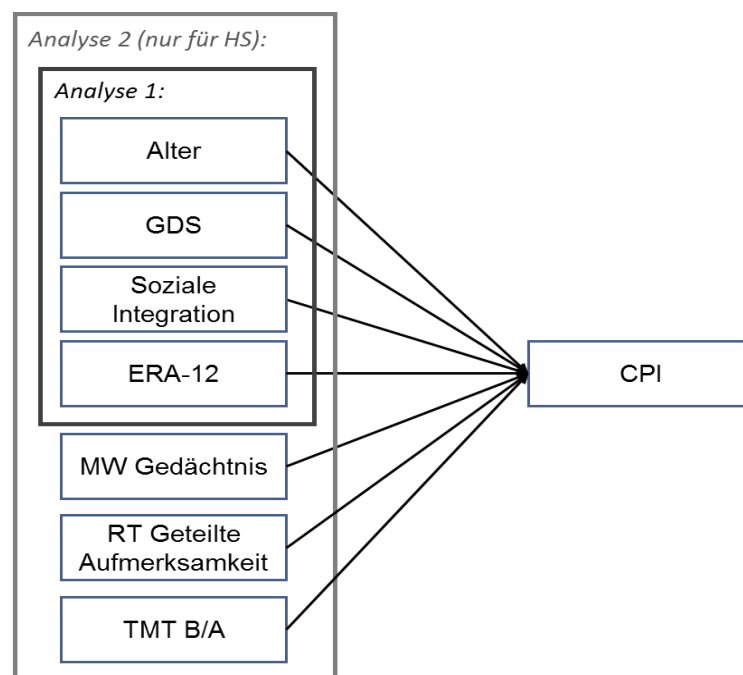 Analyse 2 (nur für HS):
Analyse 1:
Alter
GDS
Soziale
Integration
ERA-12
CPI
MW Gedächtnis
RT Geteilte
Aufmerksamkeit
TMT B/A